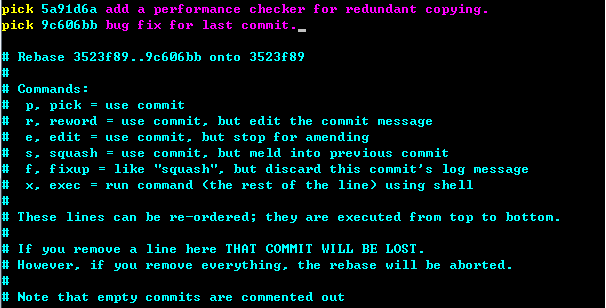 pick 5a91d6a add a performance checker for redundant copying.
pick 9c606bb bug fix for last commit.
# Rebase 3523f89..9c606bb onto 3523f89
#
# Commands:
#  p, pick = use commit
#  r, reword = use commit, but edit the commit message
#  e, edit = use commit, but stop for amending
#  s, squash = use commit, but meld into previous commit
#  f, fixup = like "squash", but discard this commit's log message
#  x, exec = run command (the rest of the line) using shell
#
# These lines can be re-ordered; they are executed from top to bottom.
#
# If you remove a line here THAT COMMIT WILL BE LOST.
# However, if you remove everything, the rebase will be aborted.
#
# Note that empty commits are commented out